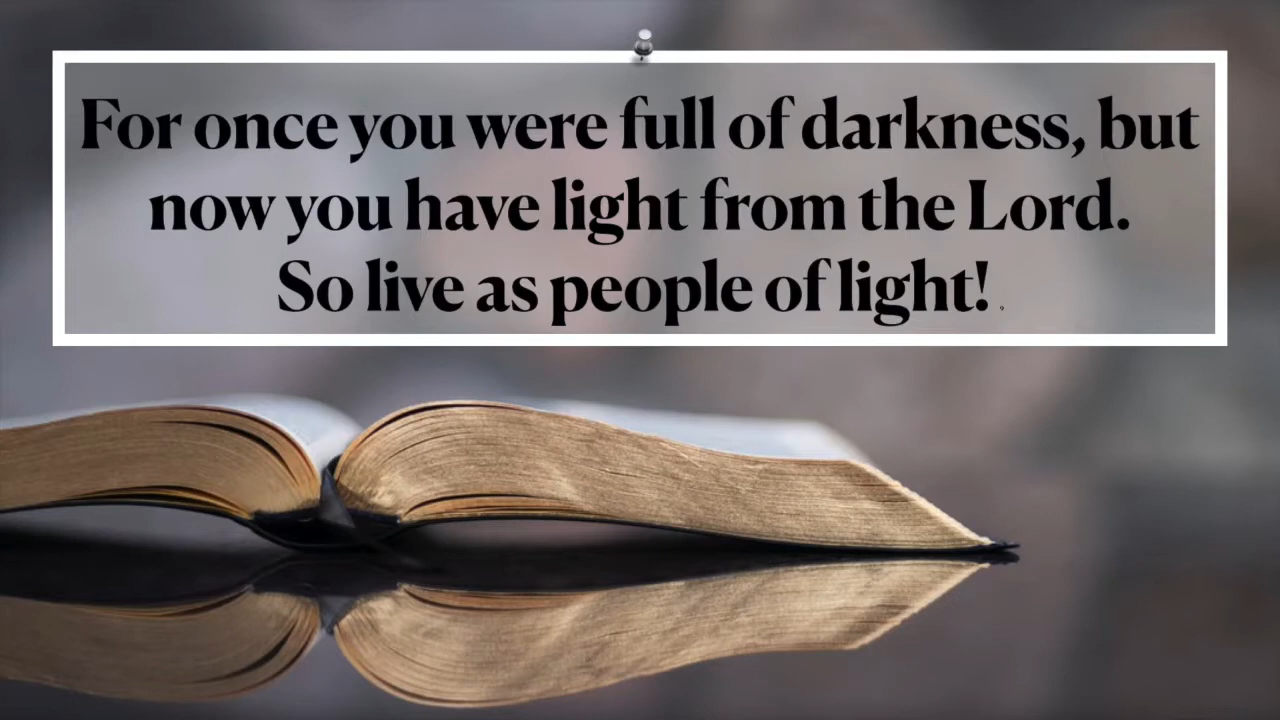 For once you were full of darkness, but
now you have light from the Lord.
So live as people of light!